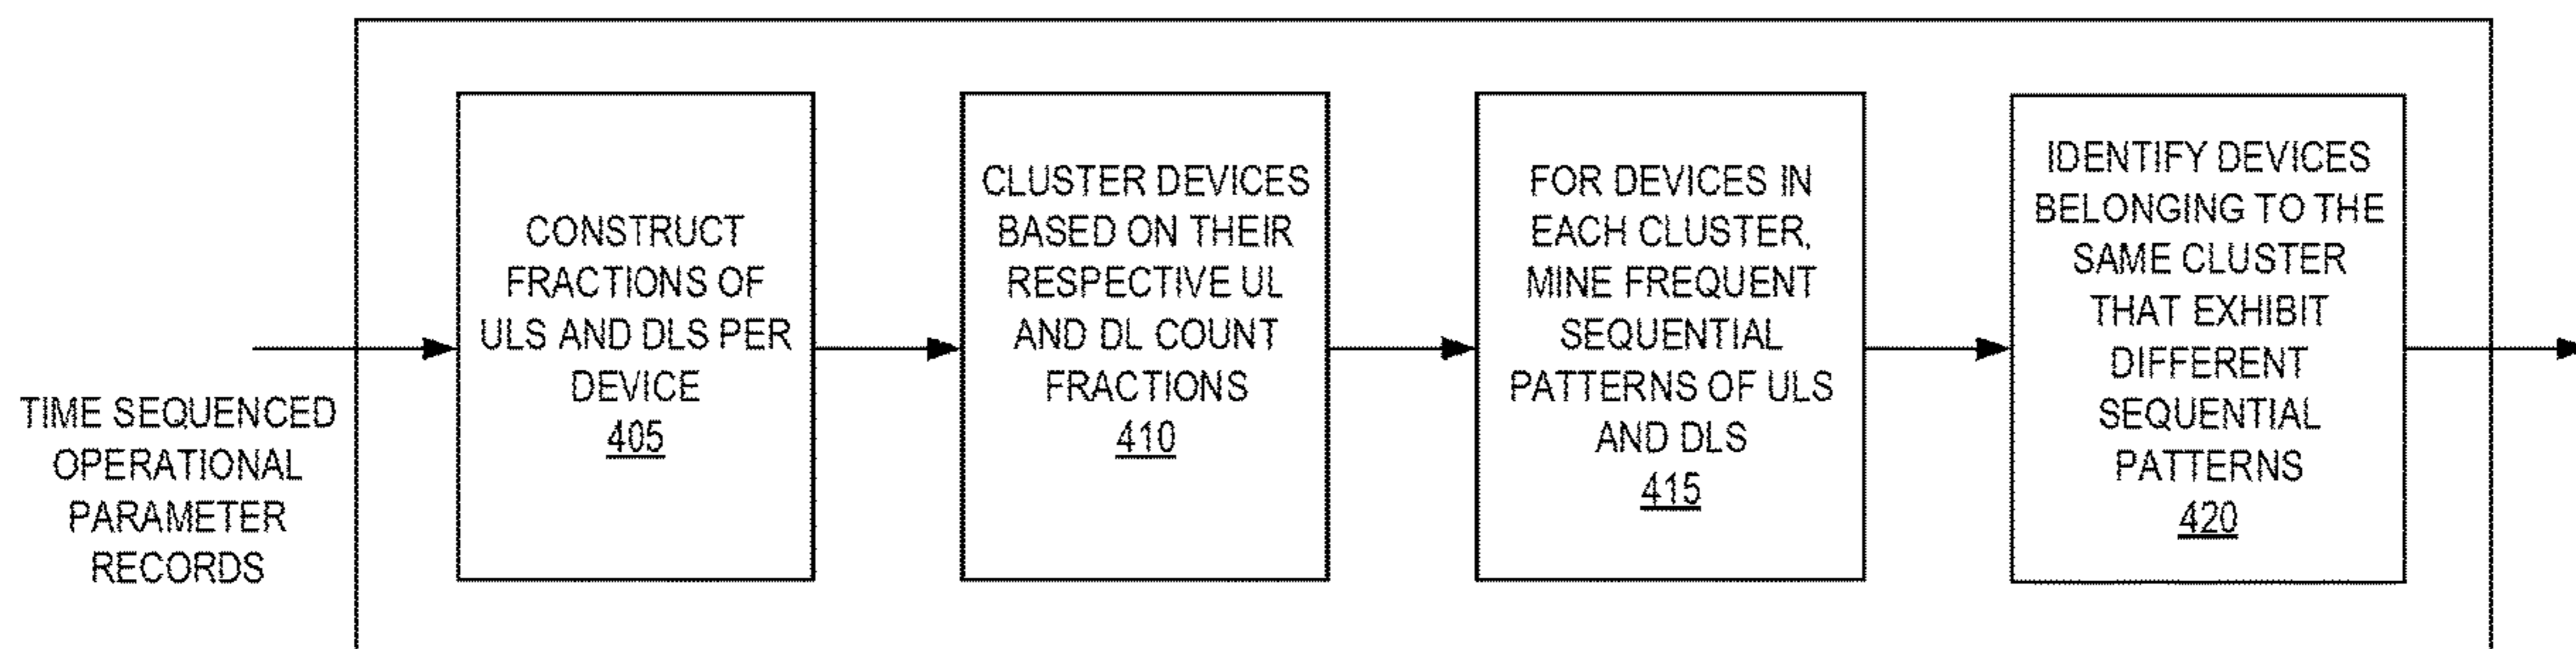 TIME SEQUENCED
OPERATIONAL
PARAMETER
RECORDS
CONSTRUCT
FRACTIONS OF
ULS AND DLS PER
DEVICE
405
CLUSTER DEVICES
BASED ON THEIR
RESPECTIVE UL
AND DL COUNT
FRACTIONS
410
FOR DEVICES IN
EACH CLUSTER,
MINE FREQUENT
SEQUENTIAL
PATTERNS OF ULS
AND DLS
415
IDENTIFY DEVICES
BELONGING TO THE
SAME CLUSTER
THAT EXHIBIT
DIFFERENT
SEQUENTIAL
PATTERNS
420